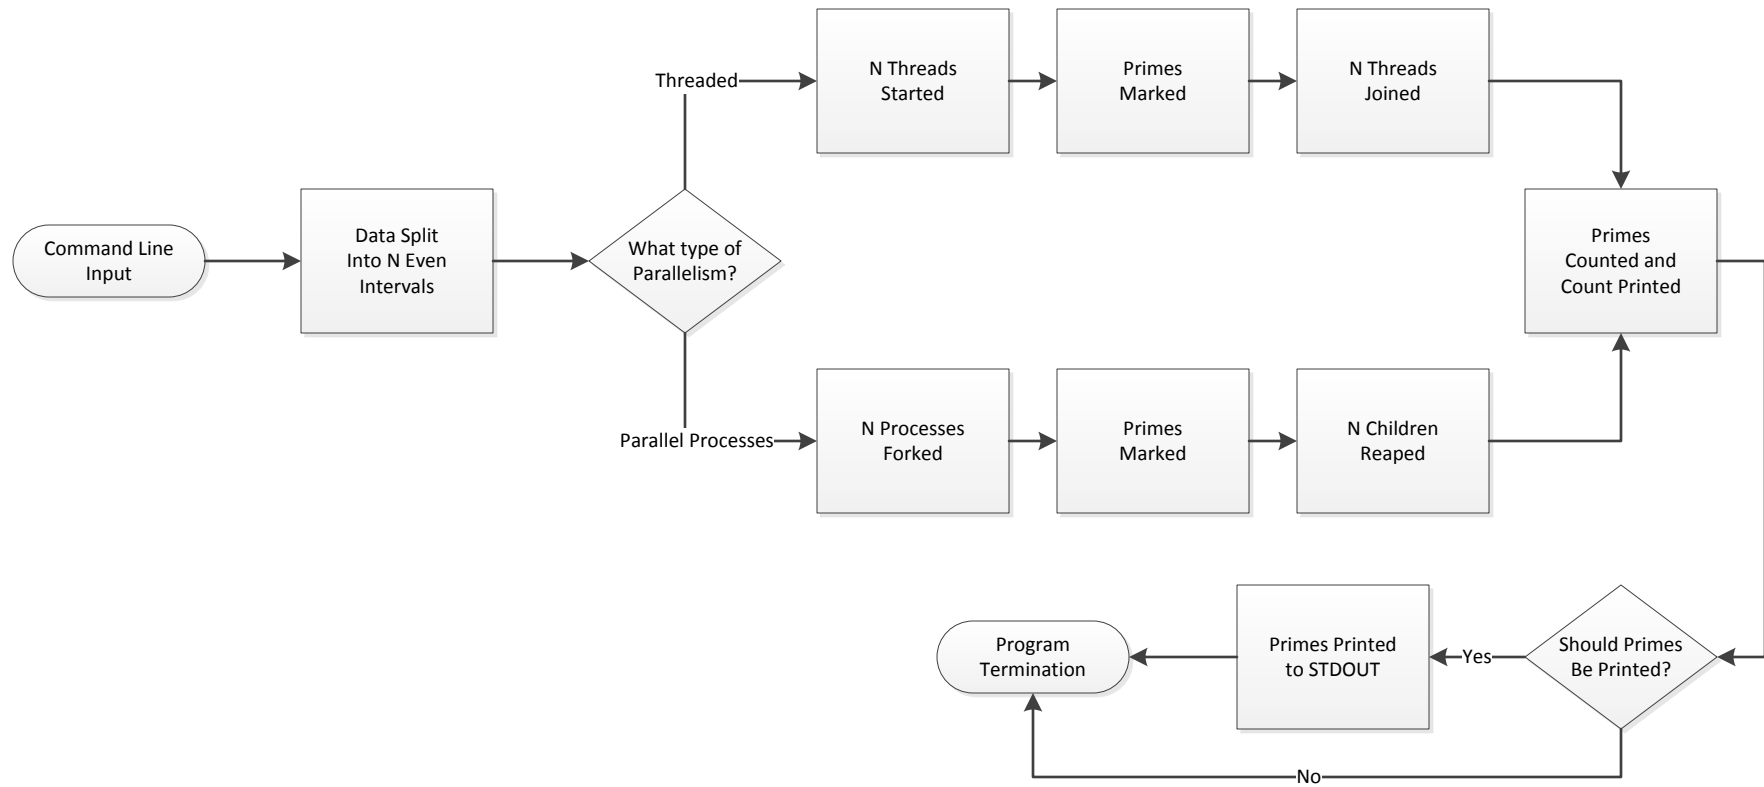 Threaded
N Threads
Started
Primes
Marked
N Threads
Joined
Command Line
Input
Data Split
Into N Even
Intervals
What type of
Parallelism?
Primes
Counted and
Count Printed
Parallel Processes
N Processes
Forked
Primes
Marked
N Children
Reaped
Program
Termination
Primes Printed
to STDOUT
Yes
Should Primes
Be Printed?
No